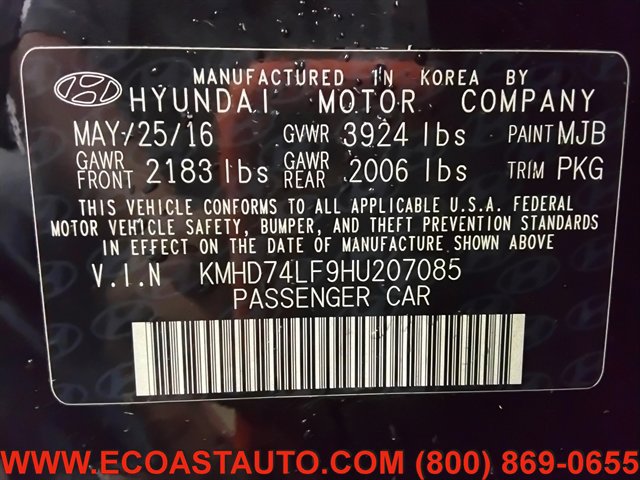 MANUFACTURED IN KOREA BY
HYUNDAI MOTOR COMPANY
MAY/25/16 GVWR 3924 lbs PAINT MJB
GAWR FRONT 2183 lbs GAWR REAR 2006 lbs TRIM PKG
THIS VEHICLE CONFORMS TO ALL APPLICABLE U.S.A. FEDERAL
MOTOR VEHICLE SAFETY, BUMPER, AND THEFT PREVENTION STANDARDS
IN EFFECT ON THE DATE OF MANUFACTURE SHOWN ABOVE
V.I.N KMHD74LF9HU207085
PASSENGER CAR
WWW.ECOASTAUTO.COM (800) 869-0655